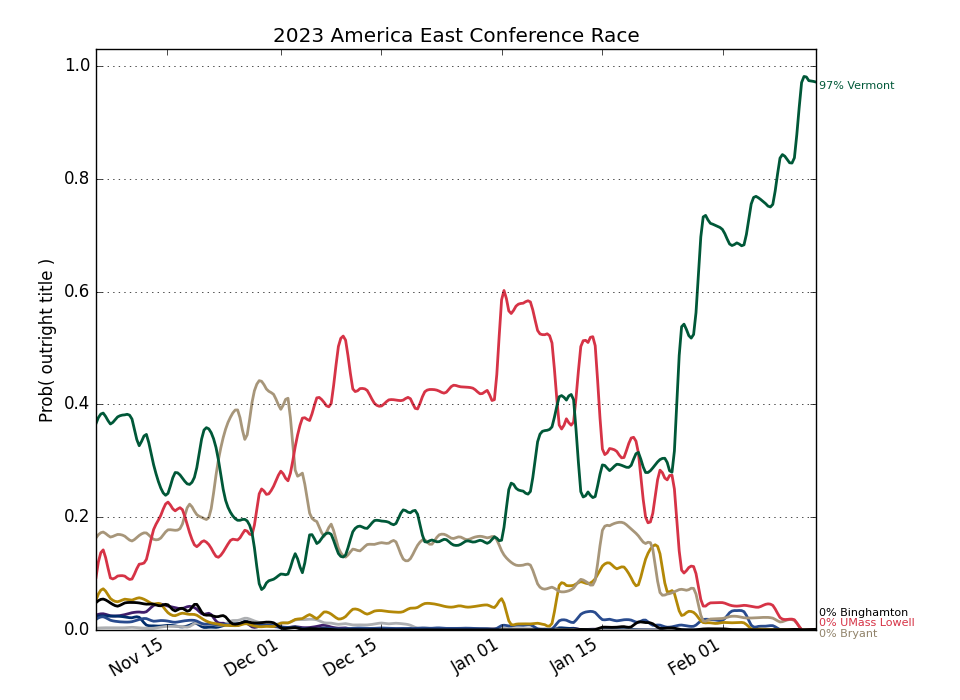 2023 America East Conference Race
Prob( outright title )
1.0
0.8
0.6
0.4
0.2
0.0
97% Vermont
0% Binghamton
0% UMass Lowell
0% Bryant
Nov 15
Dec 01
Dec 15
Jan 01
Jan 15
Feb 01